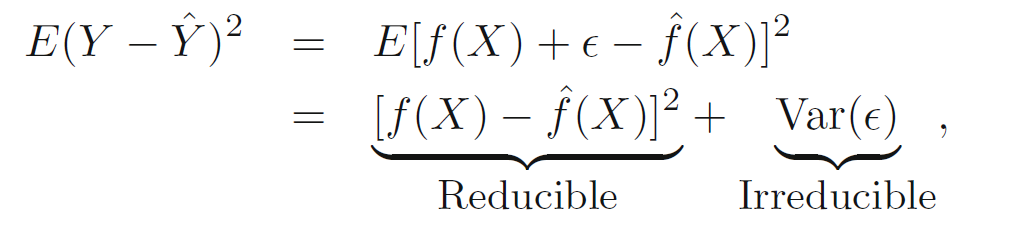 E(Y − Ŷ)² = E[f(X) + ϵ − f̂(X)]²
= [f(X) − f̂(X)]² + Var(ϵ) ,
Reducible Irreducible